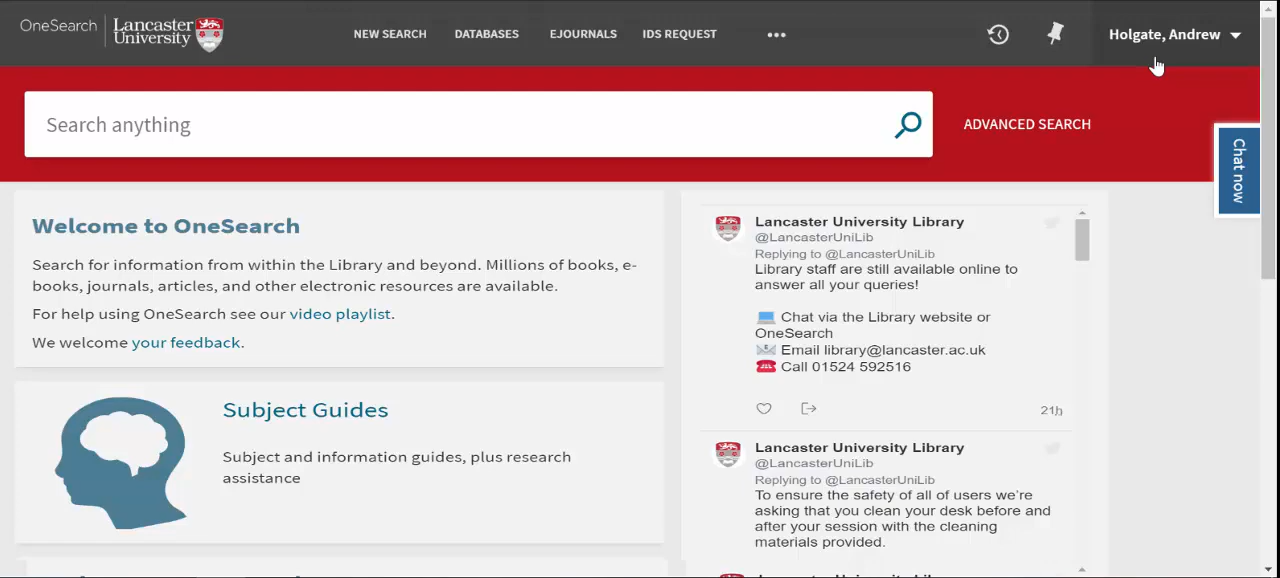 OneSearch
Lancaster
University
NEW SEARCH
DATABASES
EJOURNALS
IDS REQUEST
Holgate, Andrew
Search anything
ADVANCED SEARCH
Chat now
Welcome to OneSearch
Search for information from within the Library and beyond. Millions of books, e-
books, journals, articles, and other electronic resources are available.
For help using OneSearch see our video playlist.
We welcome your feedback.
Subject Guides
Subject and information guides, plus research
assistance
Lancaster University Library
@LancasterUniLib
Replying to @LancasterUniLib
Library staff are still available online to
answer all your queries!
Chat via the Library website or
OneSearch
Email library@lancaster.ac.uk
Call 01524 592516
21h
Lancaster University Library
@LancasterUniLib
Replying to @LancasterUniLib
To ensure the safety of all of users we're
asking that you clean your desk before and
after your session with the cleaning
materials provided.